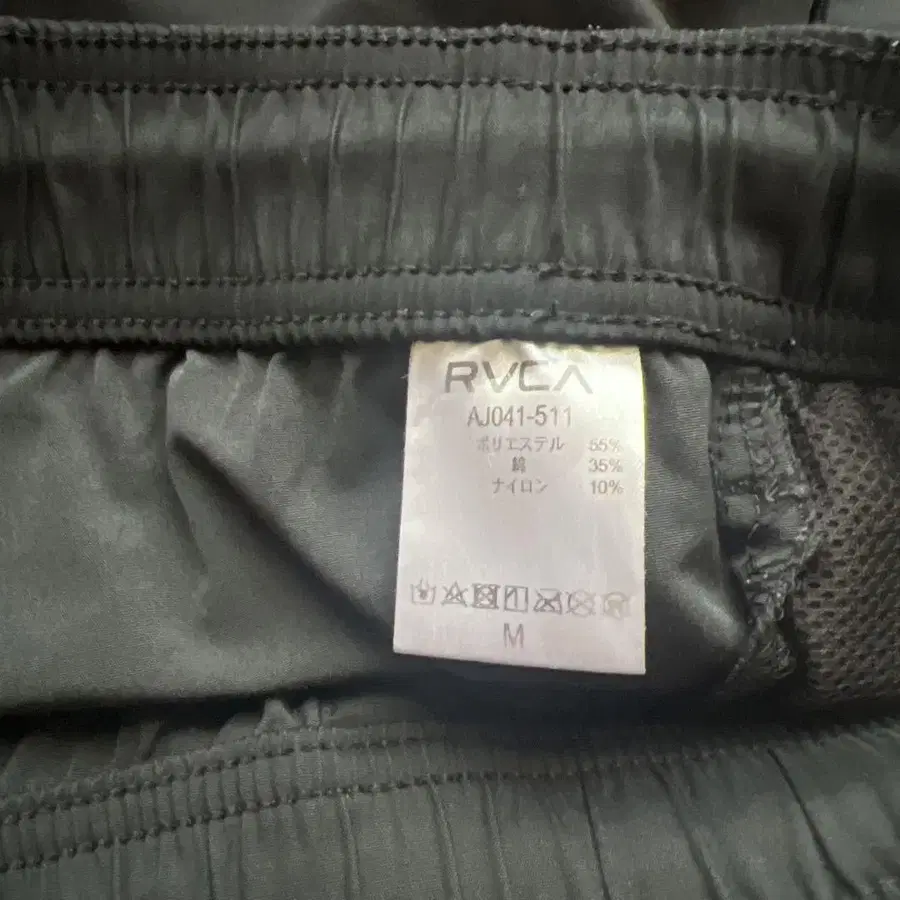 RVCA
AJ041-511
ポリエステル 55%
綿 35%
ナイロン 10%
M